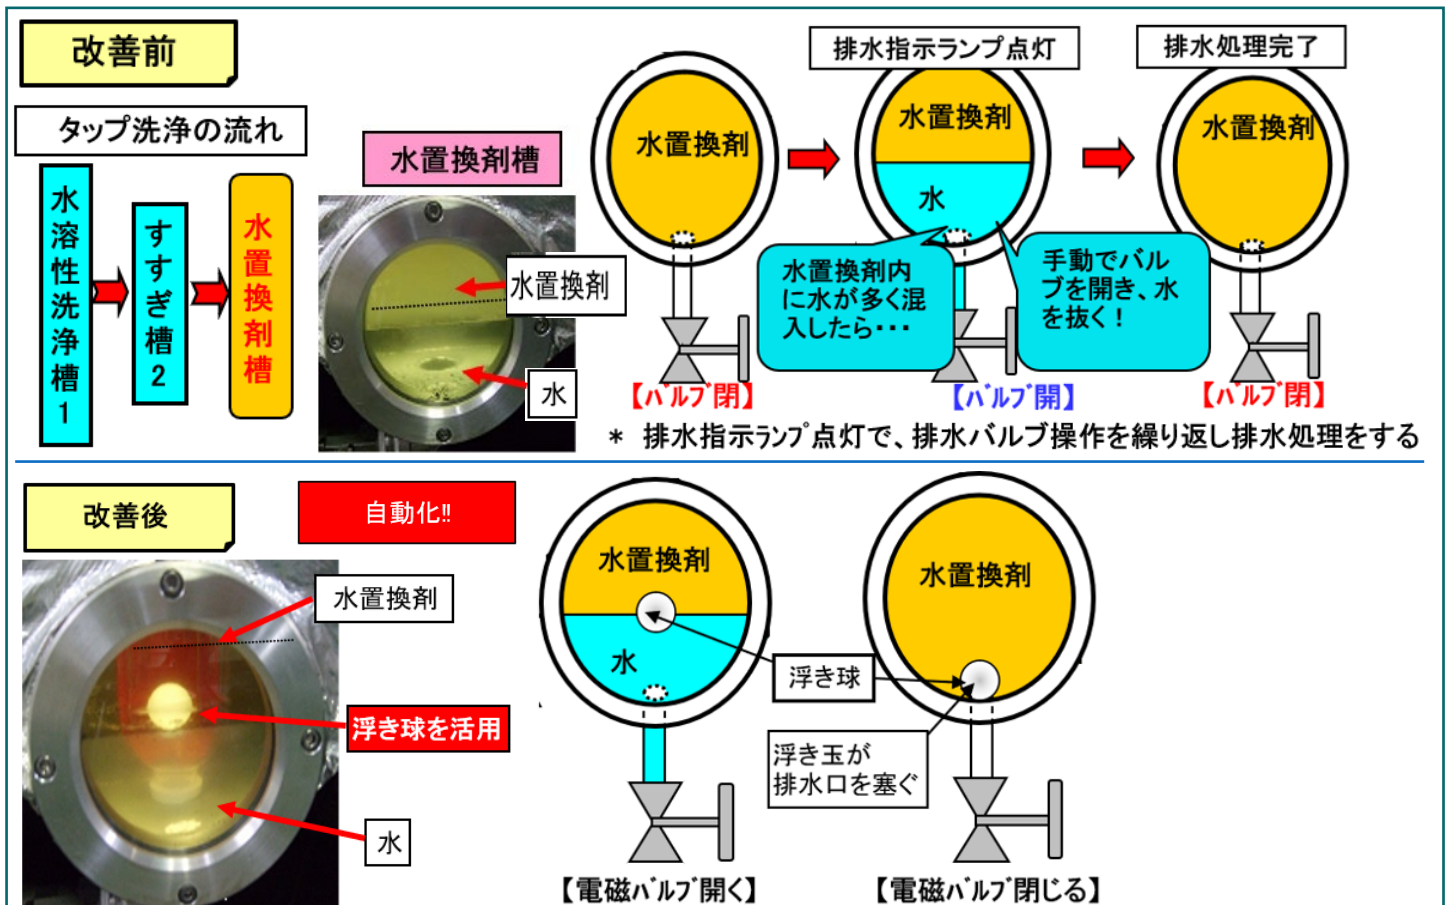 改善前
タップ洗浄の流れ
水溶性洗浄槽1
すすぎ槽2
水置換剤槽
水置換剤槽
水置換剤
水
水置換剤
排水指示ランプ点灯
水置換剤
水
排水処理完了
水置換剤
水置換剤内
に水が多く混
入したら・・・
手動でバル
ブを開き、水
を抜く！
【ﾊﾞﾙﾌﾞ閉】
【ﾊﾞﾙﾌﾞ開】
【ﾊﾞﾙﾌﾞ閉】
* 排水指示ﾗﾝﾌﾟ点灯で、排水バルブ操作を繰り返し排水処理をする
改善後
自動化!!
水置換剤
浮き球を活用
水
水置換剤
水
浮き球
浮き玉が
排水口を塞ぐ
水置換剤
【電磁ﾊﾞﾙﾌﾞ開く】
【電磁ﾊﾞﾙﾌﾞ閉じる】